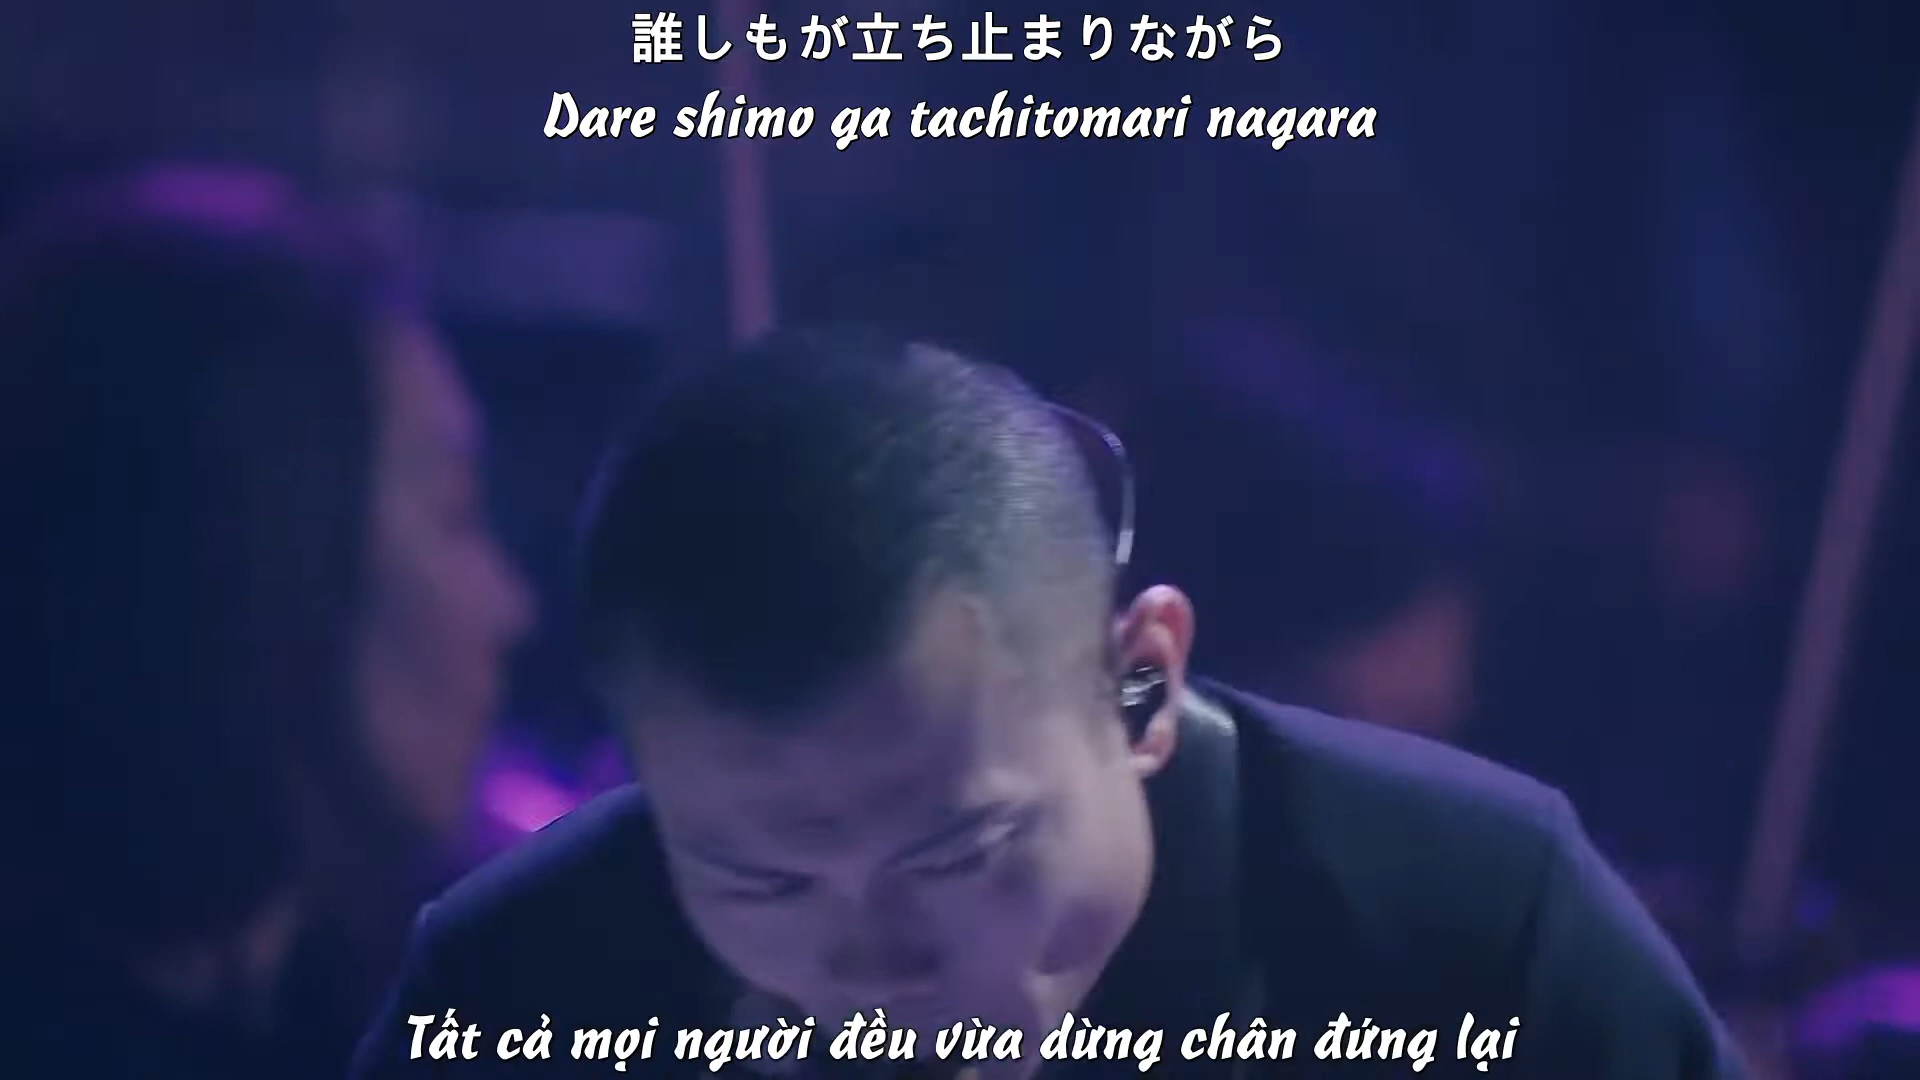 誰しもが立ち止まりながら
Dare shimo ga tachitomari nagara
Tất cả mọi người đều vừa dừng chân đứng lại